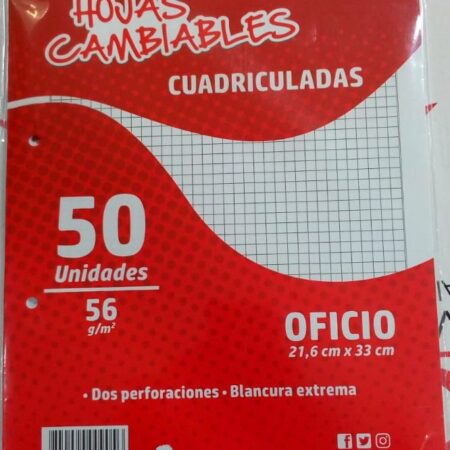 HOJAS
CAMBIABLES
CUADRICULADAS
50
Unidades
56
g/m²
OFICIO
21,6 cm x 33 cm
• Dos perforaciones • Blancura extrema